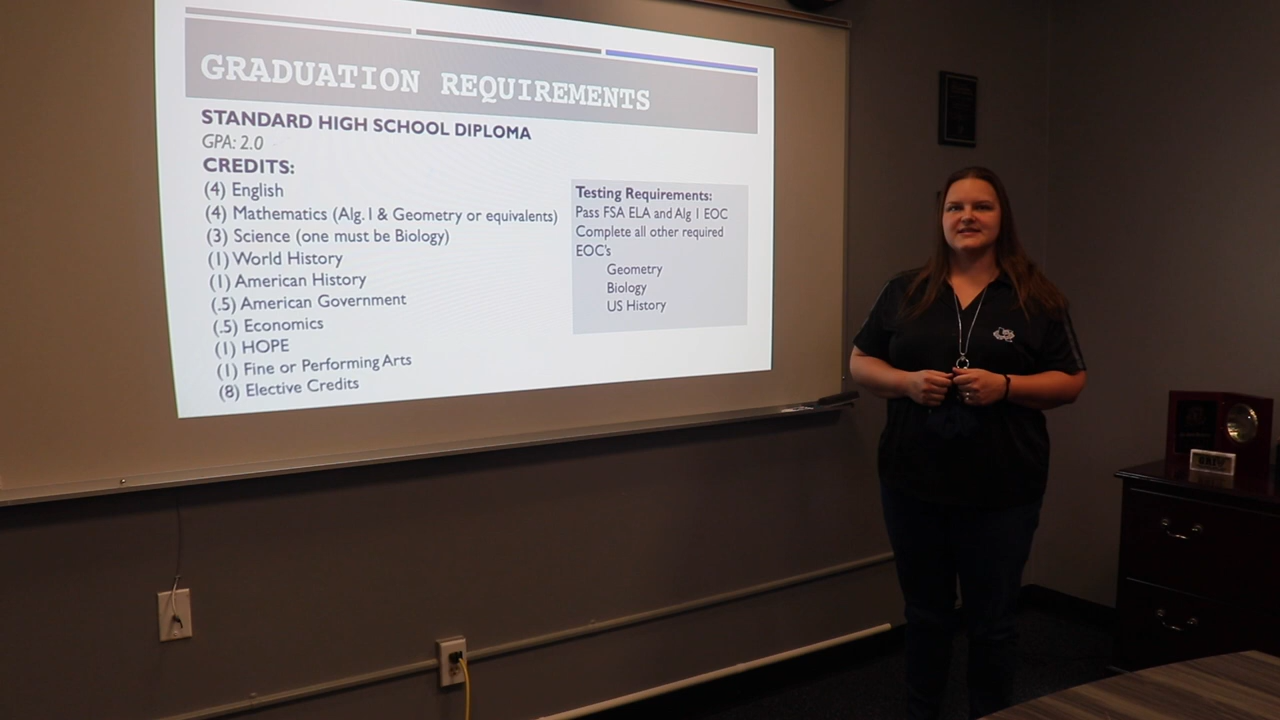 GRADUATION REQUIREMENTS
STANDARD HIGH SCHOOL DIPLOMA
GPA: 2.0
CREDITS:
(4) English
(4) Mathematics (Alg. I & Geometry or equivalents)
(3) Science (one must be Biology)
(1) World History
(1) American History
(.5) American Government
(.5) Economics
(1) HOPE
(1) Fine or Performing Arts
(8) Elective Credits
Testing Requirements:
Pass FSA ELA and Alg I EOC
Complete all other required
EOC's
Geometry
Biology
US History